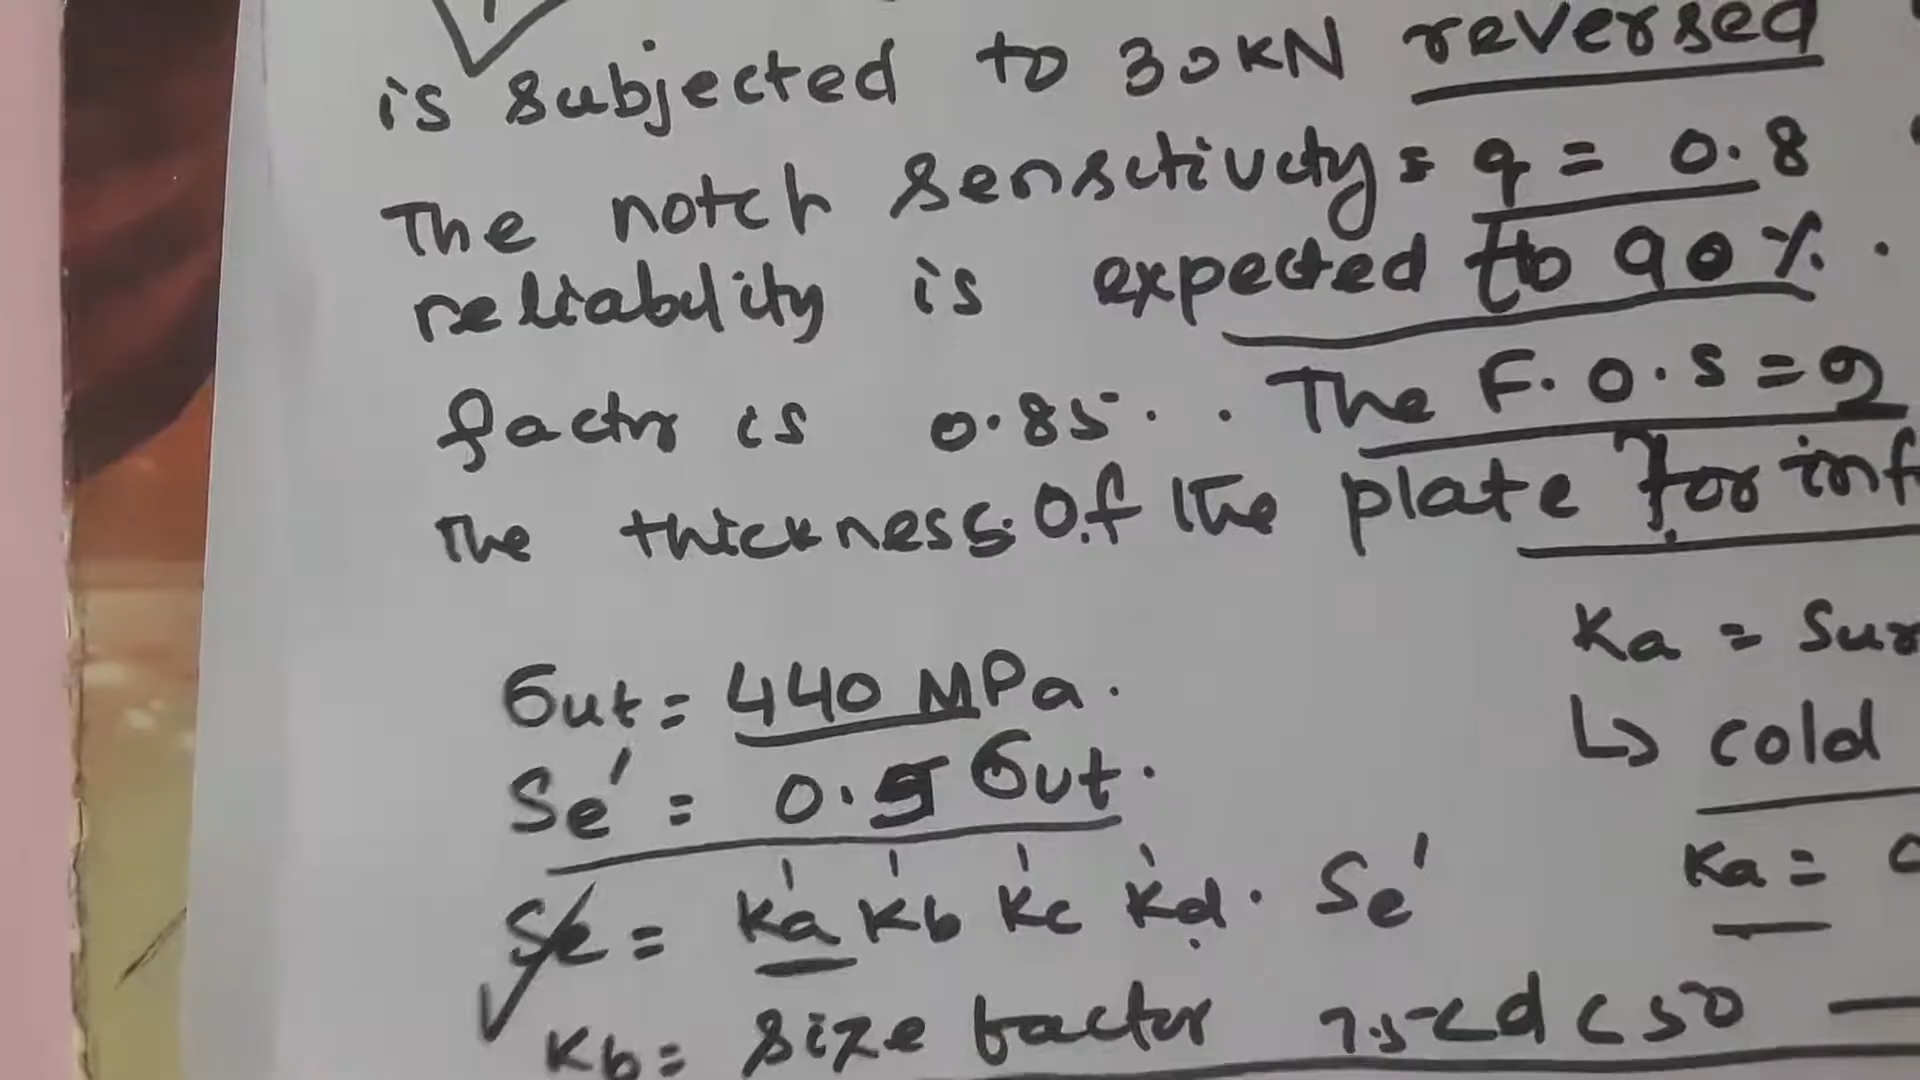 is subjected to 30KN reversed
The notch sensitivity = q = 0.8
reliability is expected to 90%.
factor is 0.85. . The F.O.S = 2
The thickness of the plate for inf
σut = 440 MPa.
Ka = Sur
Se' = 0.5 σut.
↳ cold
Se = Ka Kb Kc Kd. Se'
Ka =
Kb = size factor 7.5<d<50 —